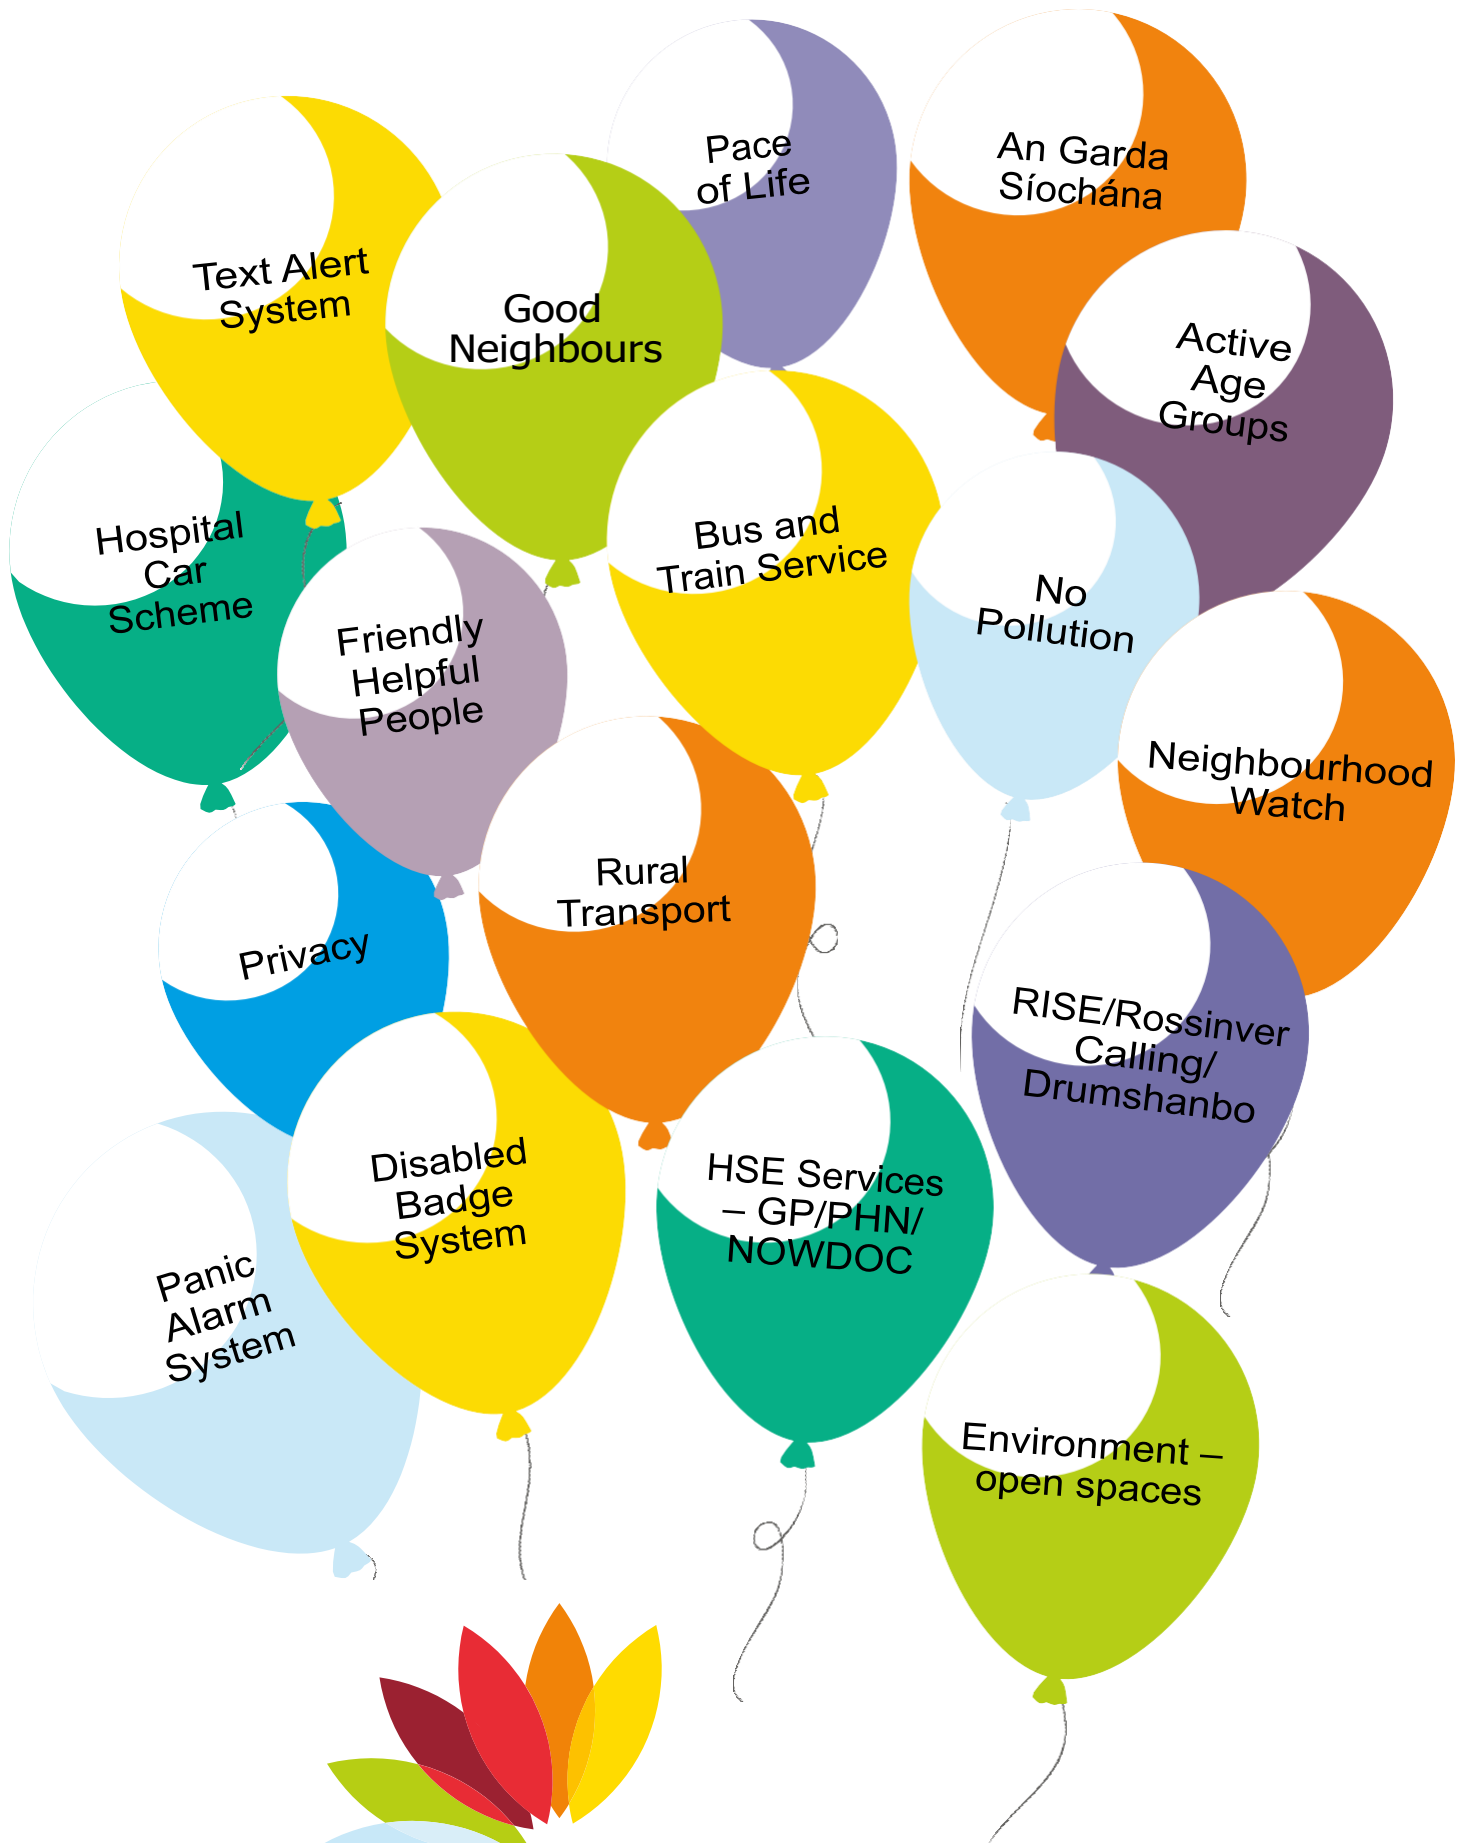 Pace
of Life
An Garda
Síochána
Text Alert
System
Good
Neighbours
Active
Age
Groups
Hospital
Car
Scheme
Bus and
Train Service
No
Pollution
Friendly
Helpful
People
Neighbourhood
Watch
Rural
Transport
Privacy
RISE/Rossinver
Calling/
Drumshanbo
Disabled
Badge
System
HSE Services
– GP/PHN/
NOWDOC
Panic
Alarm
System
Environment –
open spaces